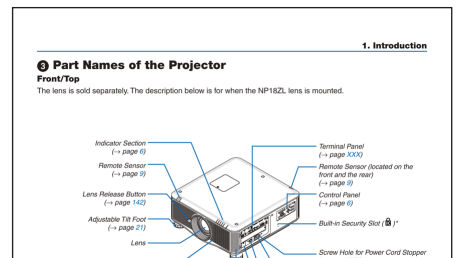 1. Introduction
❸ Part Names of the Projector
Front/Top
The lens is sold separately. The description below is for when the NP18ZL lens is mounted.
Indicator Section
(→ page 6)
Remote Sensor
(→ page 9)
Lens Release Button
(→ page 142)
Adjustable Tilt Foot
(→ page 21)
Lens
Terminal Panel
(→ page XXX)
Remote Sensor (located on the
front and the rear)
(→ page 9)
Control Panel
(→ page 6)
Built-in Security Slot ( )*
Screw Hole for Power Cord Stopper